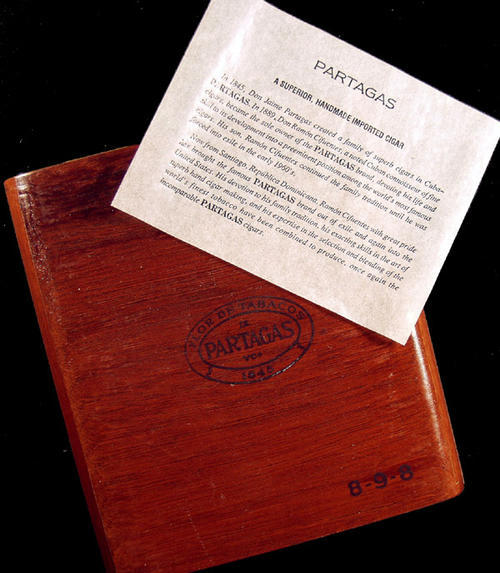 PARTAGAS
A SUPERIOR, HANDMADE IMPORTED CIGAR
In 1845, Don Jaime Partagas created a family of superb cigars in Cuba-
PARTAGAS. In 1889, Don Ramón Cifuentes, a noted Cuban connoisseur of fine
cigars, became the sole owner of the PARTAGAS brand, devoting his life and
skill to its development into a preeminent position among the world's most famous
cigars. His son, Ramón Cifuentes continued the family tradition until he was
forced into exile in the early 1960's.
Now, from Santiago, República Dominicana, Ramón Cifuentes with great pride
has brought the famous PARTAGAS brand out of exile and again into the
United States. His devotion to his family tradition, his exacting skills in the art of
superb hand cigar making, and his expertise in the selection and blending of the
world's finest tobacco have been combined to produce, once again the
incomparable PARTAGAS cigars.
FLOR DE TABACOS
DE
PARTAGAS
Y Cª
1845
8-9-8